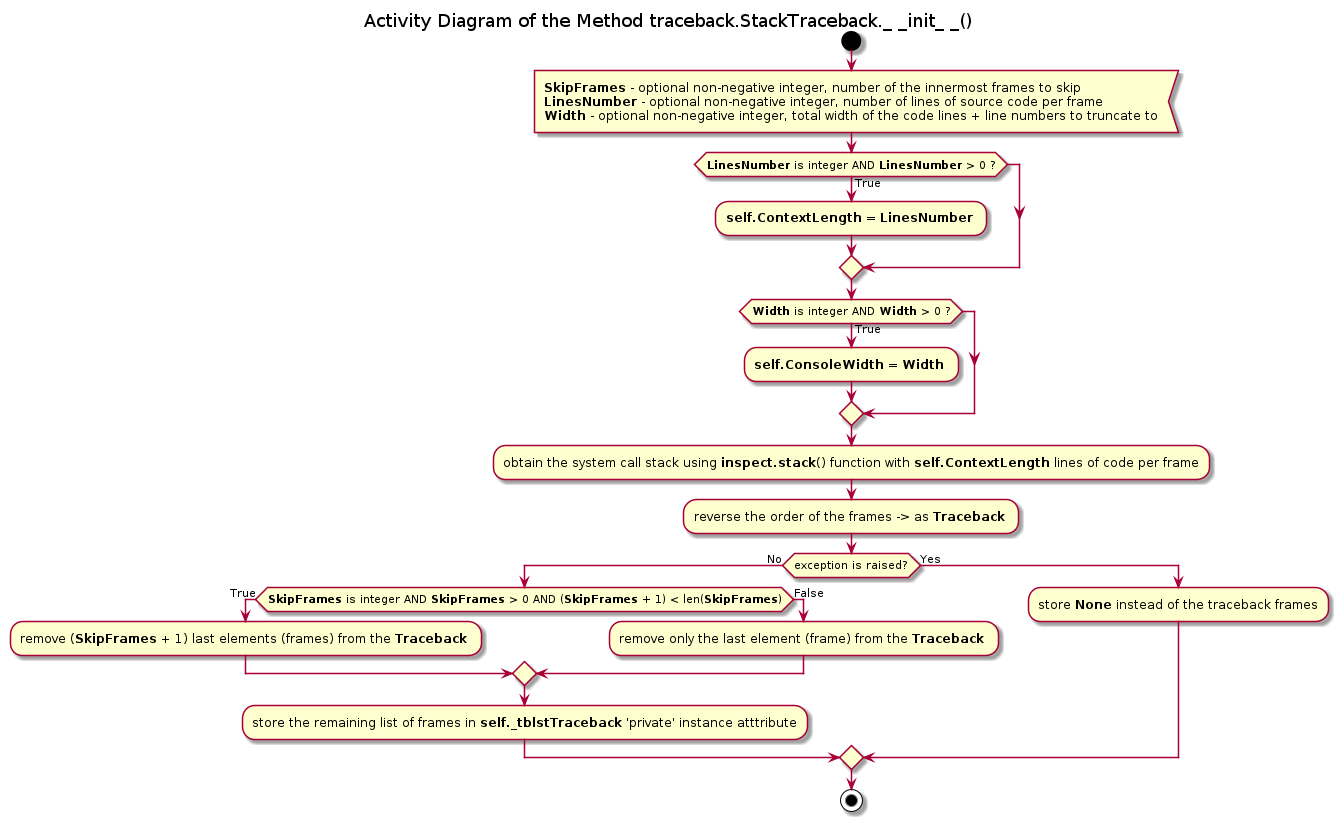 Activity Diagram of the Method traceback.StackTraceback._ _init_ _()
SkipFrames - optional non-negative integer, number of the innermost frames to skip
LinesNumber - optional non-negative integer, number of lines of source code per frame
Width - optional non-negative integer, total width of the code lines + line numbers to truncate to
LinesNumber is integer AND LinesNumber > 0 ?
True
self.ContextLength = LinesNumber
Width is integer AND Width > 0 ?
True
self.ConsoleWidth = Width
obtain the system call stack using inspect.stack() function with self.ContextLength lines of code per frame
reverse the order of the frames -> as Traceback
No
exception is raised?
Yes
True
SkipFrames is integer AND SkipFrames > 0 AND (SkipFrames + 1) < len(SkipFrames)
False
store None instead of the traceback frames
remove (SkipFrames + 1) last elements (frames) from the Traceback
remove only the last element (frame) from the Traceback
store the remaining list of frames in self._tblstTraceback 'private' instance atttribute